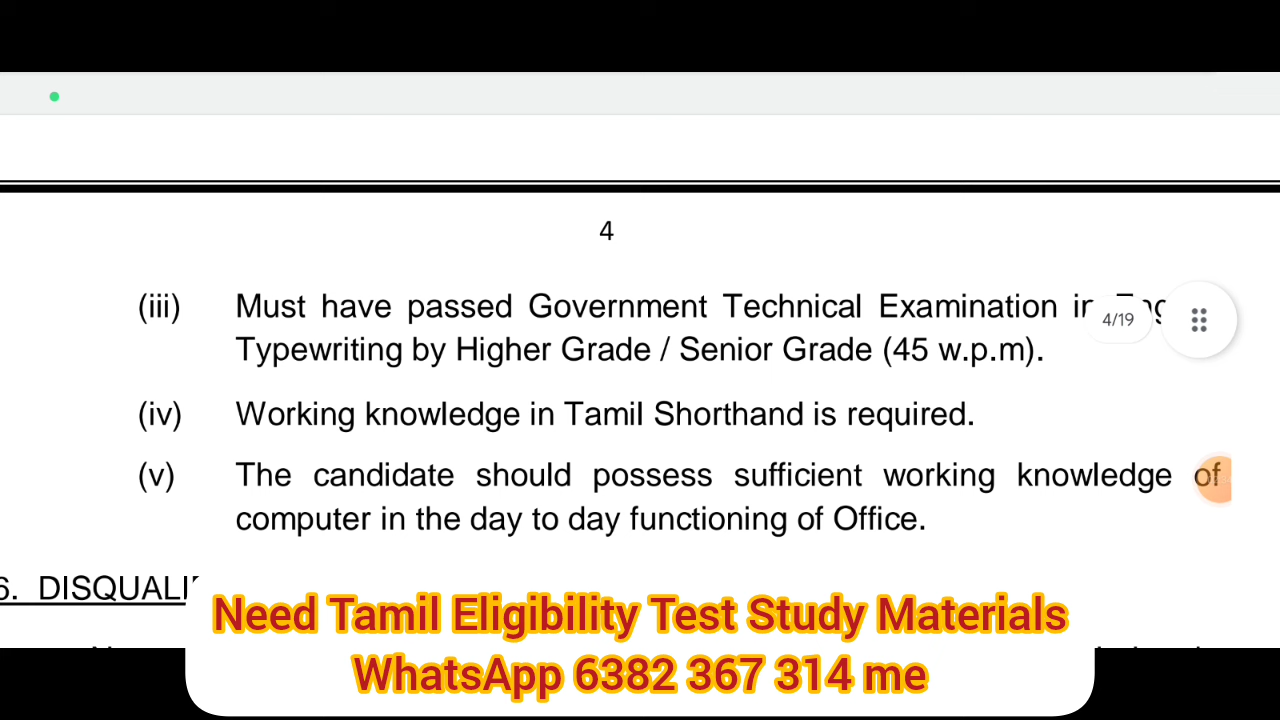 4
(iii) Must have passed Government Technical Examination in
4/19
Typewriting by Higher Grade / Senior Grade (45 w.p.m).
(iv) Working knowledge in Tamil Shorthand is required.
(v) The candidate should possess sufficient working knowledge of
computer in the day to day functioning of Office.
6.
Need Tamil Eligibility Test Study Materials
WhatsApp 6382 367 314 me